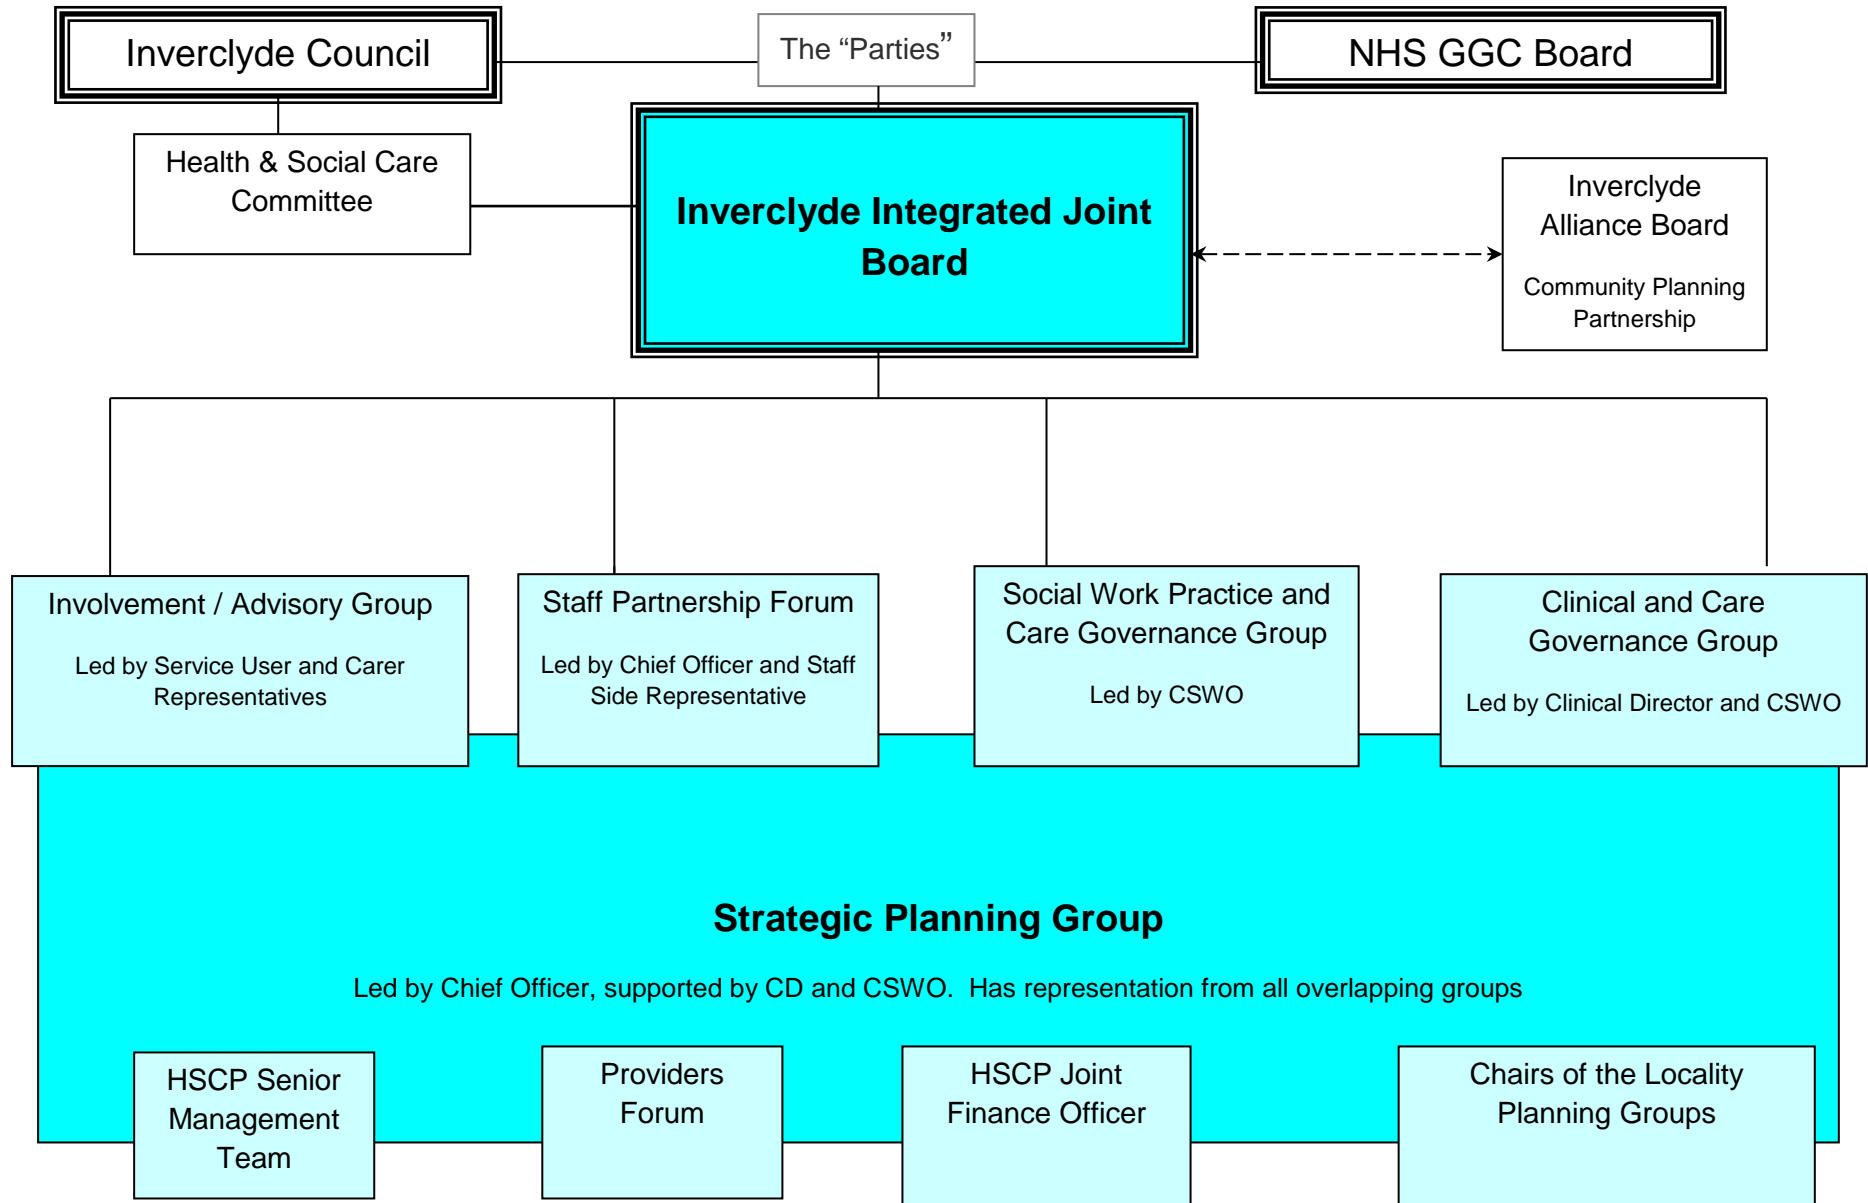 Inverclyde Council
The “Parties”
NHS GGC Board
Health & Social Care
Committee
Inverclyde Integrated Joint
Board
Inverclyde
Alliance Board
Community Planning
Partnership
Involvement / Advisory Group
Led by Service User and Carer
Representatives
Staff Partnership Forum
Led by Chief Officer and Staff
Side Representative
Social Work Practice and
Care Governance Group
Led by CSWO
Clinical and Care
Governance Group
Led by Clinical Director and CSWO
Strategic Planning Group
Led by Chief Officer, supported by CD and CSWO.  Has representation from all overlapping groups
HSCP Senior
Management
Team
Providers
Forum
HSCP Joint
Finance Officer
Chairs of the Locality
Planning Groups